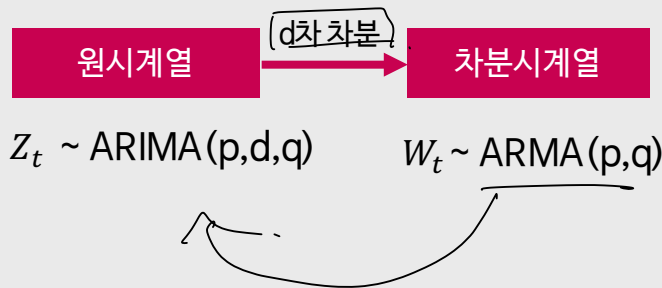 d차 차분
원시계열
차분시계열
Z_t ~ ARIMA(p,d,q)
W_t ~ ARMA(p,q)